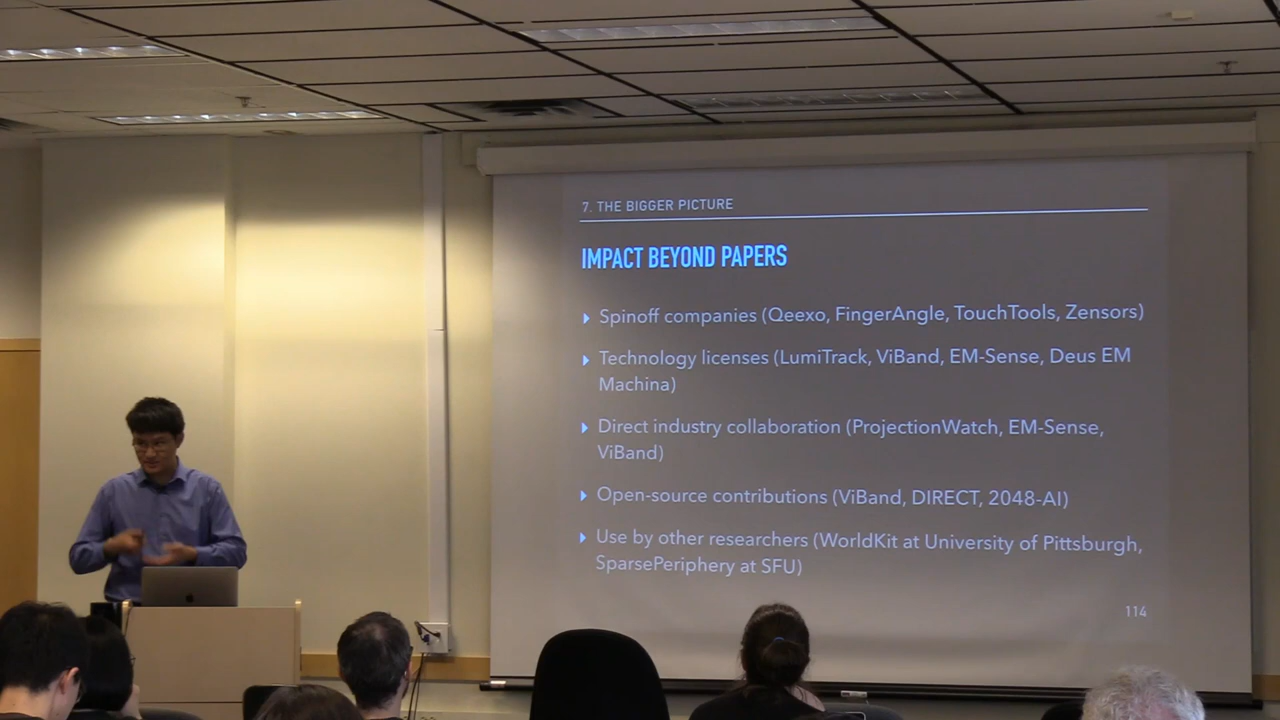 7. THE BIGGER PICTURE
IMPACT BEYOND PAPERS
Spinoff companies (Qeexo, FingerAngle, TouchTools, Zensors)
Technology licenses (LumiTrack, ViBand, EM-Sense, Deus EM
Machina)
Direct industry collaboration (ProjectionWatch, EM-Sense,
ViBand)
Open-source contributions (ViBand, DIRECT, 2048-AI)
Use by other researchers (WorldKit at University of Pittsburgh,
SparsePeriphery at SFU)
114